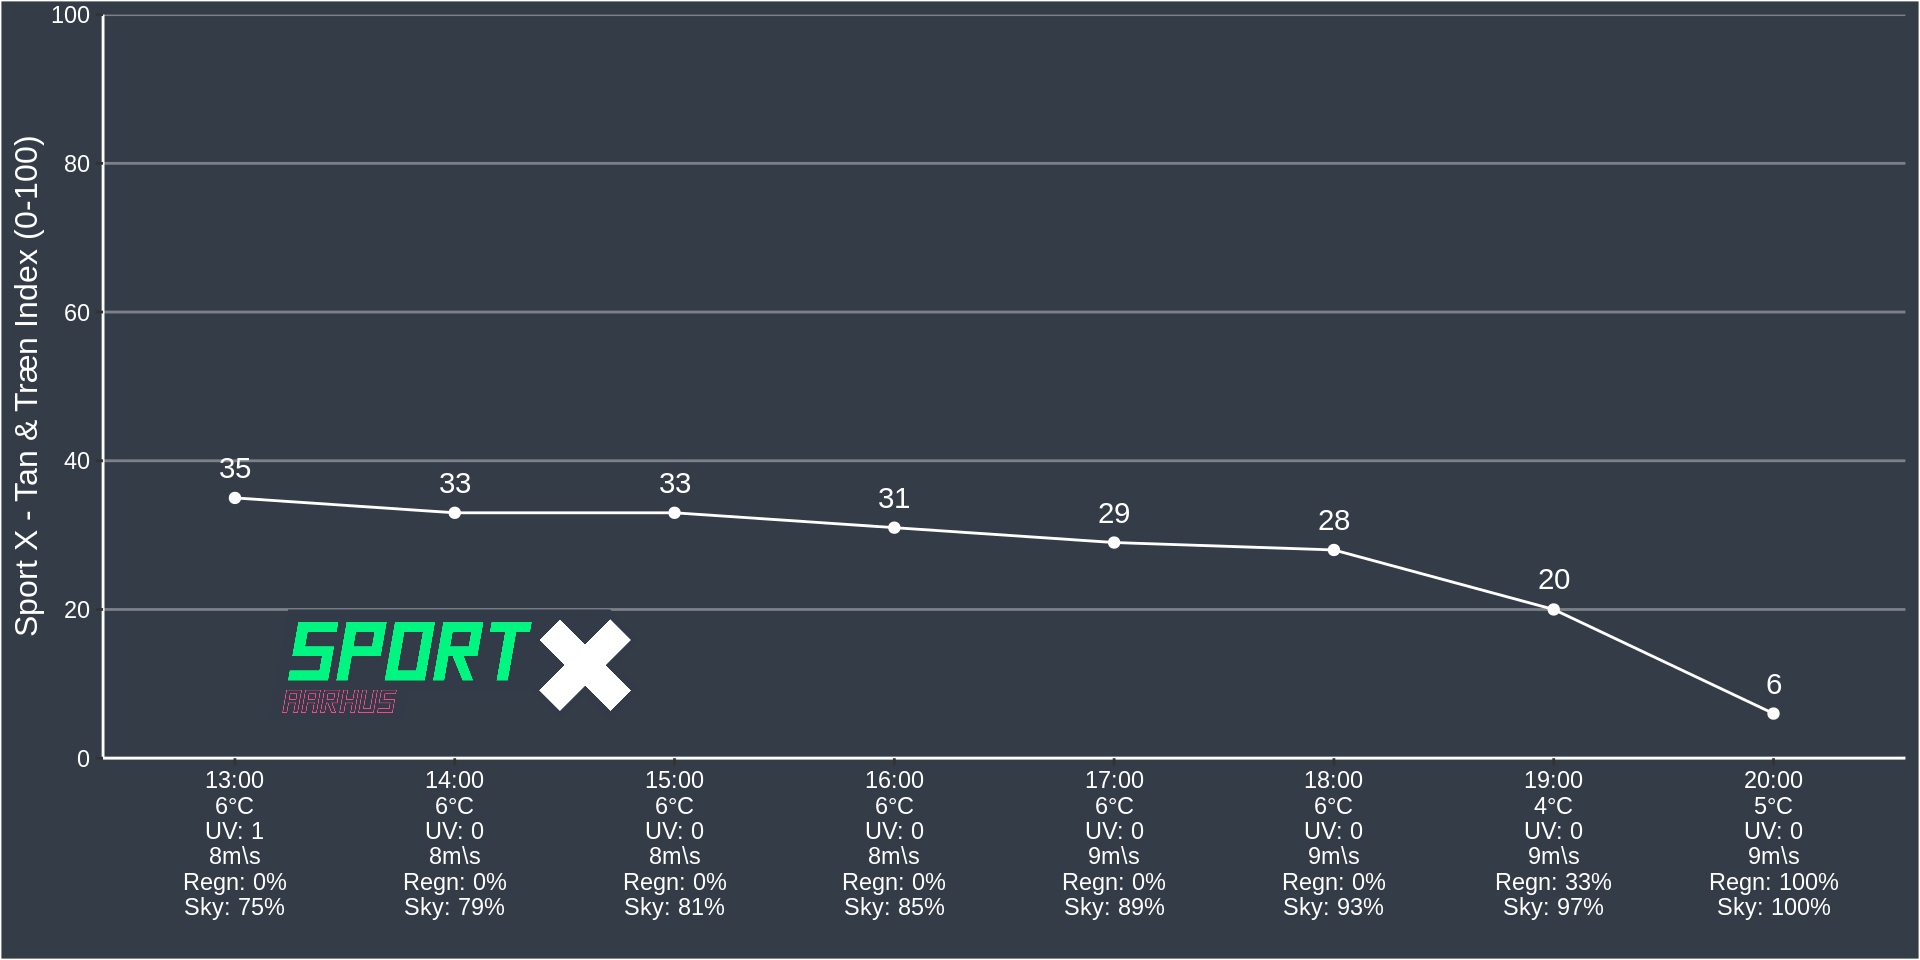 Sport X - Tan & Træn Index (0-100)
100
80
60
40
20
0
35
33
33
31
29
28
20
6
SPORT X
AARHUS
13:00
6°C
UV: 1
8m\s
Regn: 0%
Sky: 75%
14:00
6°C
UV: 0
8m\s
Regn: 0%
Sky: 79%
15:00
6°C
UV: 0
8m\s
Regn: 0%
Sky: 81%
16:00
6°C
UV: 0
8m\s
Regn: 0%
Sky: 85%
17:00
6°C
UV: 0
9m\s
Regn: 0%
Sky: 89%
18:00
6°C
UV: 0
9m\s
Regn: 0%
Sky: 93%
19:00
4°C
UV: 0
9m\s
Regn: 33%
Sky: 97%
20:00
5°C
UV: 0
9m\s
Regn: 100%
Sky: 100%